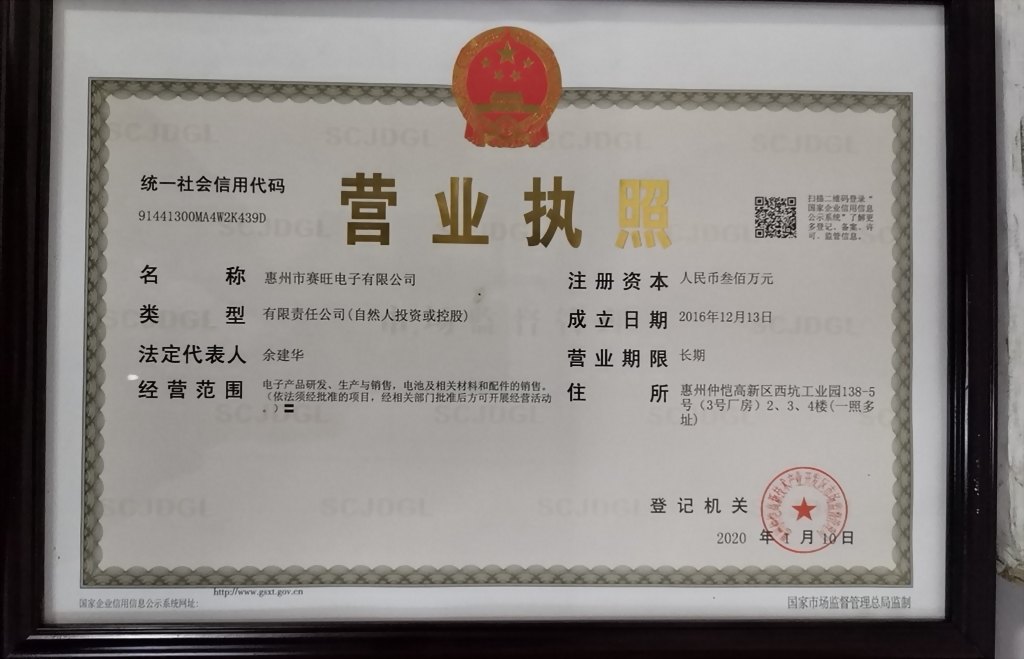 营业执照
统一社会信用代码
91441300MA4W2K439D
扫描二维码登录“
国家企业信用信息
公示系统”了解更
多登记、备案、许
可、监管信息。
名 称 惠州市赛旺电子有限公司
类 型 有限责任公司(自然人投资或控股)
法定代表人 余建华
经营范围 电子产品研发、生产与销售，电池及相关材料和配件的销售。
（依法须经批准的项目，经相关部门批准后方可开展经营活动
。）〓
注册资本 人民币叁佰万元
成立日期 2016年12月13日
营业期限 长期
住 所 惠州仲恺高新区西坑工业园138-5
号（3号厂房）2、3、4楼(一照多
址)
登记机关
2020 年 1 月 10 日
国家企业信用信息公示系统网址：
http://www.gsxt.gov.cn
国家市场监督管理总局监制
SCJDGL